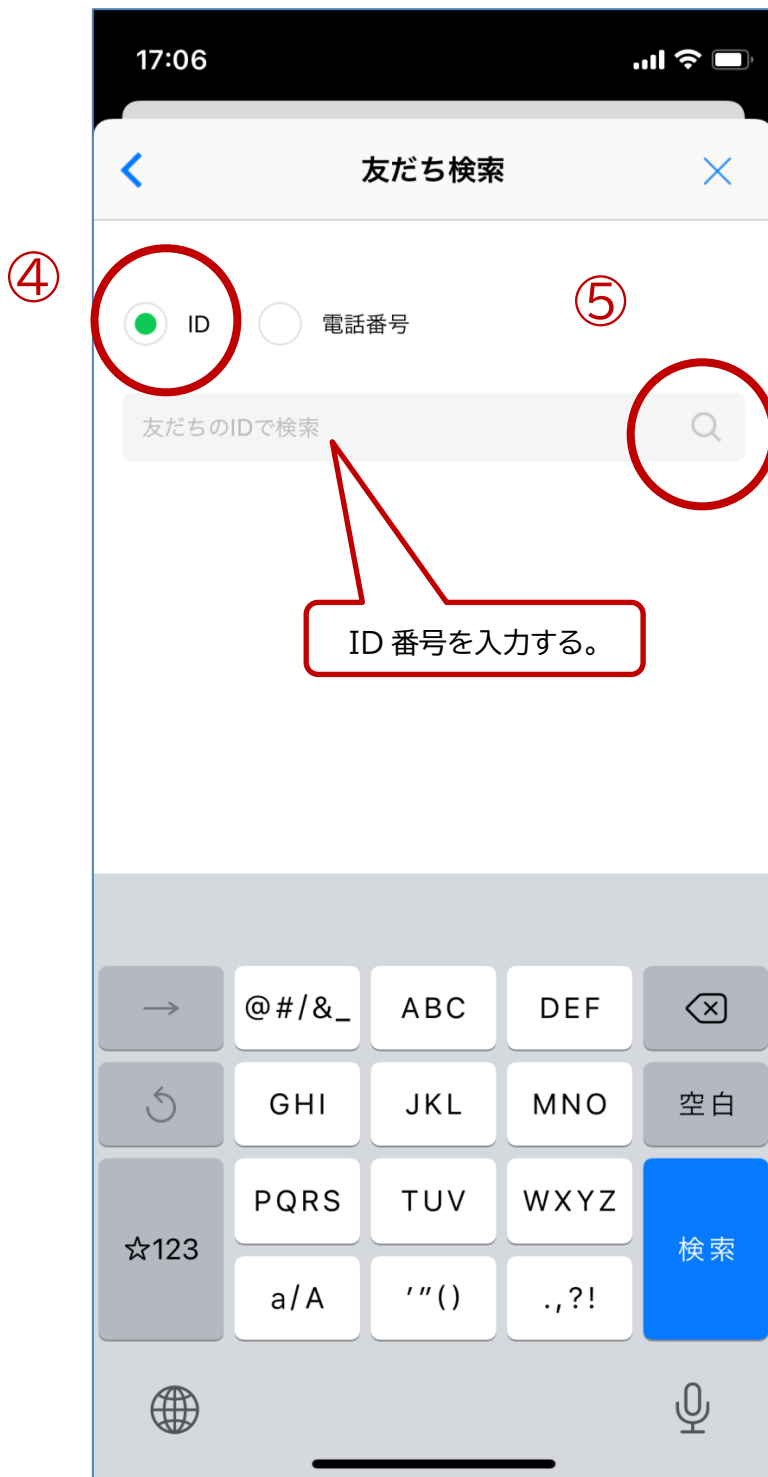 17:06
友だち検索
④
⑤
ID 電話番号
友だちのIDで検索
ID 番号を入力する。
→ @#/&_ ABC DEF
GHI JKL MNO 空白
PQRS TUV WXYZ
☆123 検索
a/A ’”() .,?!